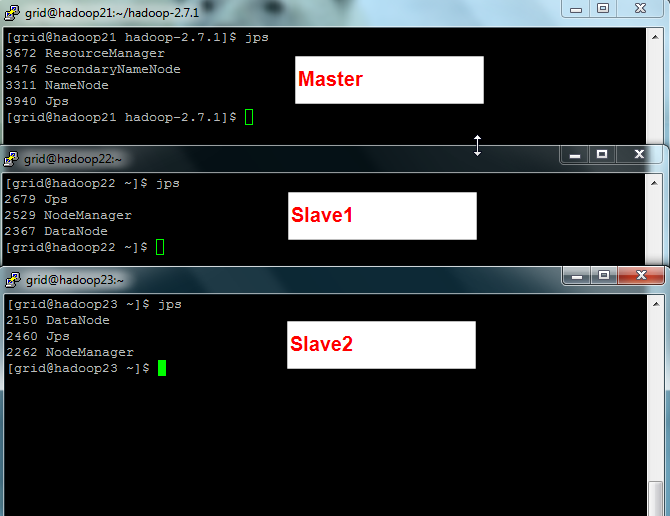 grid@hadoop21:~/hadoop-2.7.1
[grid@hadoop21 hadoop-2.7.1]$ jps
3672 ResourceManager
3476 SecondaryNameNode
3311 NameNode
3940 Jps
[grid@hadoop21 hadoop-2.7.1]$
Master
grid@hadoop22:~
[grid@hadoop22 ~]$ jps
2679 Jps
2529 NodeManager
2367 DataNode
[grid@hadoop22 ~]$
Slave1
grid@hadoop23:~
[grid@hadoop23 ~]$ jps
2150 DataNode
2460 Jps
2262 NodeManager
[grid@hadoop23 ~]$
Slave2